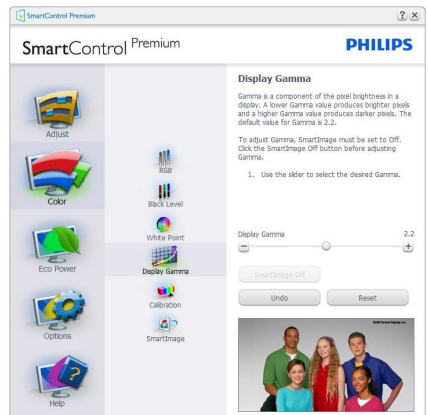 SmartControl Premium
SmartControl Premium
PHILIPS
Adjust
Color
Eco Power
Options
Help
RGB
Black Level
White Point
Display Gamma
Calibration
SmartImage
Display Gamma
Gamma is a component of the pixel brightness in a
display. A lower Gamma value produces brighter pixels
and a higher Gamma value produces darker pixels. The
default value for Gamma is 2.2.
To adjust Gamma, SmartImage must be set to Off.
Click the SmartImage Off button before adjusting
Gamma.
1. Use the slider to select the desired Gamma.
Display Gamma 2.2
SmartImage Off
Undo Reset